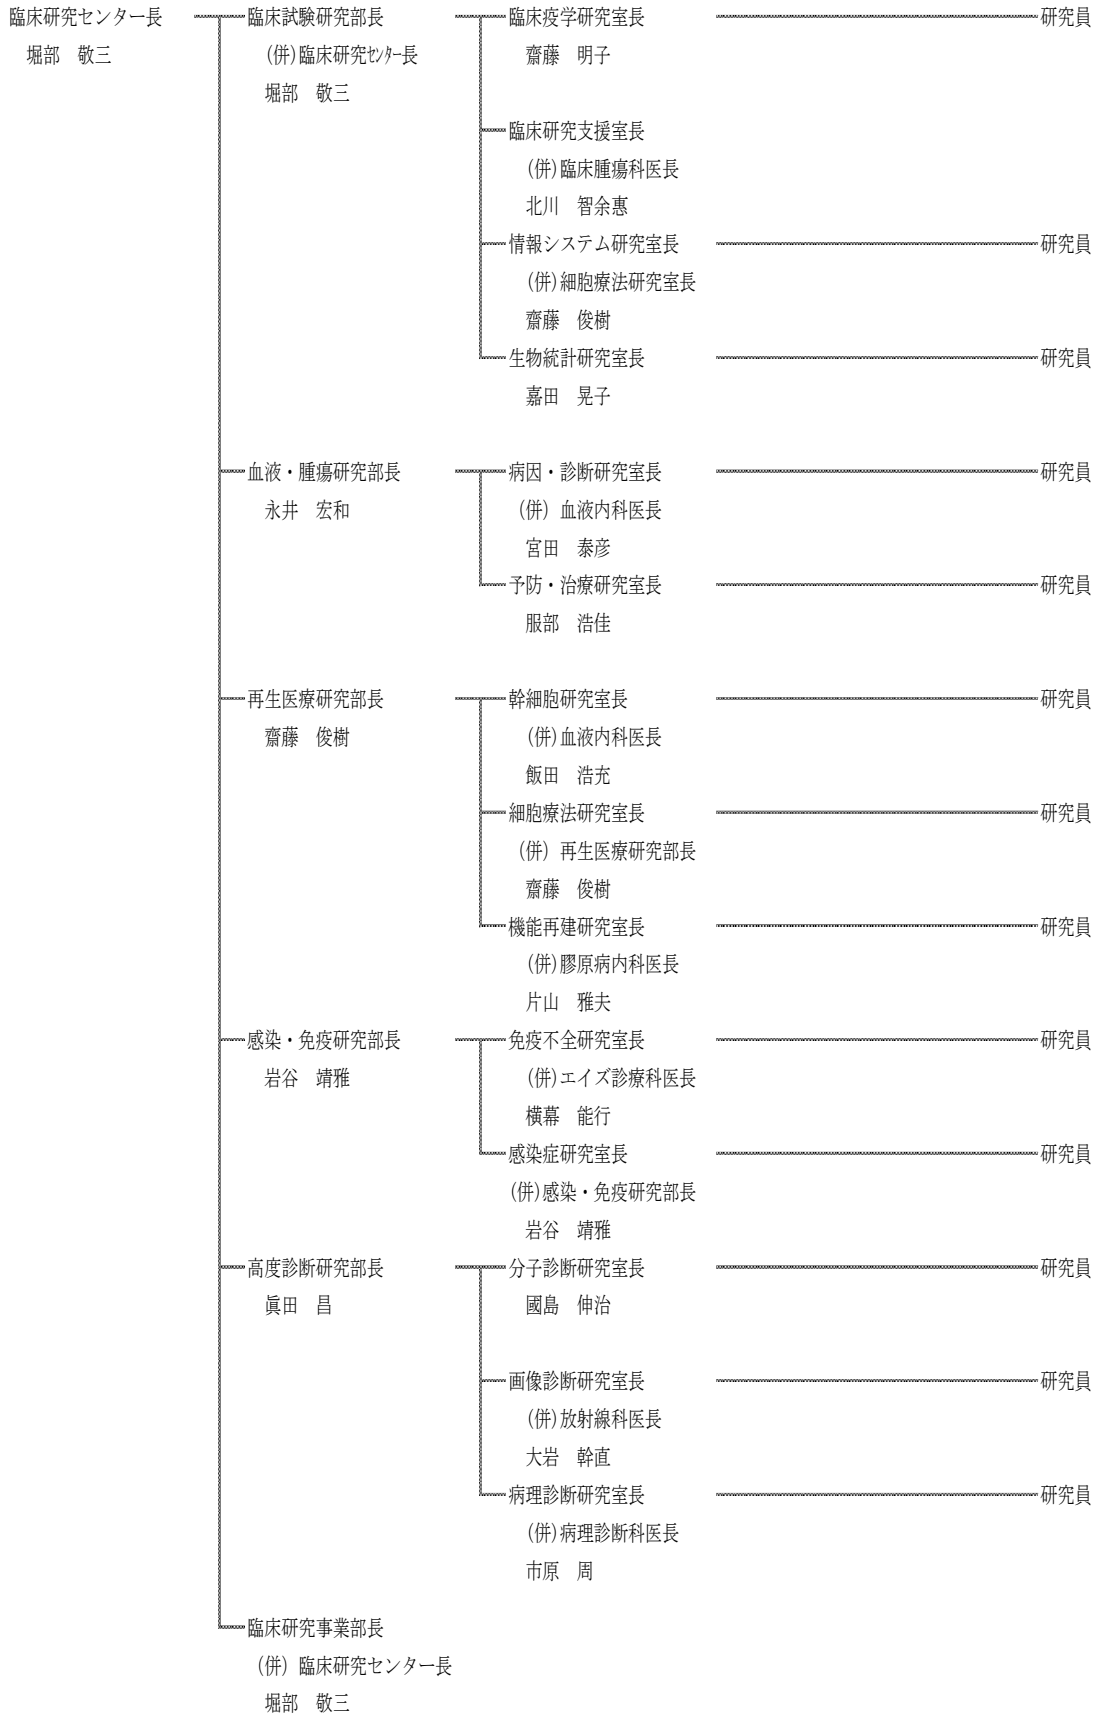 臨床研究センター長 臨床試験研究部長 臨床疫学研究室長 研究員
堀部 敬三 (併)臨床研究センター長 齋藤 明子
堀部 敬三
臨床研究支援室長
(併)臨床腫瘍科医長
北川 智余惠
情報システム研究室長 研究員
(併)細胞療法研究室長
齋藤 俊樹
生物統計研究室長 研究員
嘉田 晃子
血液・腫瘍研究部長 病因・診断研究室長 研究員
永井 宏和 (併) 血液内科医長
宮田 泰彦
予防・治療研究室長 研究員
服部 浩佳
再生医療研究部長 幹細胞研究室長 研究員
齋藤 俊樹 (併)血液内科医長
飯田 浩充
細胞療法研究室長 研究員
(併) 再生医療研究部長
齋藤 俊樹
機能再建研究室長 研究員
(併)膠原病内科医長
片山 雅夫
感染・免疫研究部長 免疫不全研究室長 研究員
岩谷 靖雅 (併)エイズ診療科医長
横幕 能行
感染症研究室長 研究員
(併)感染・免疫研究部長
岩谷 靖雅
高度診断研究部長 分子診断研究室長 研究員
眞田 昌 國島 伸治
画像診断研究室長 研究員
(併)放射線科医長
大岩 幹直
病理診断研究室長 研究員
(併)病理診断科医長
市原 周
臨床研究事業部長
(併) 臨床研究センター長
堀部 敬三